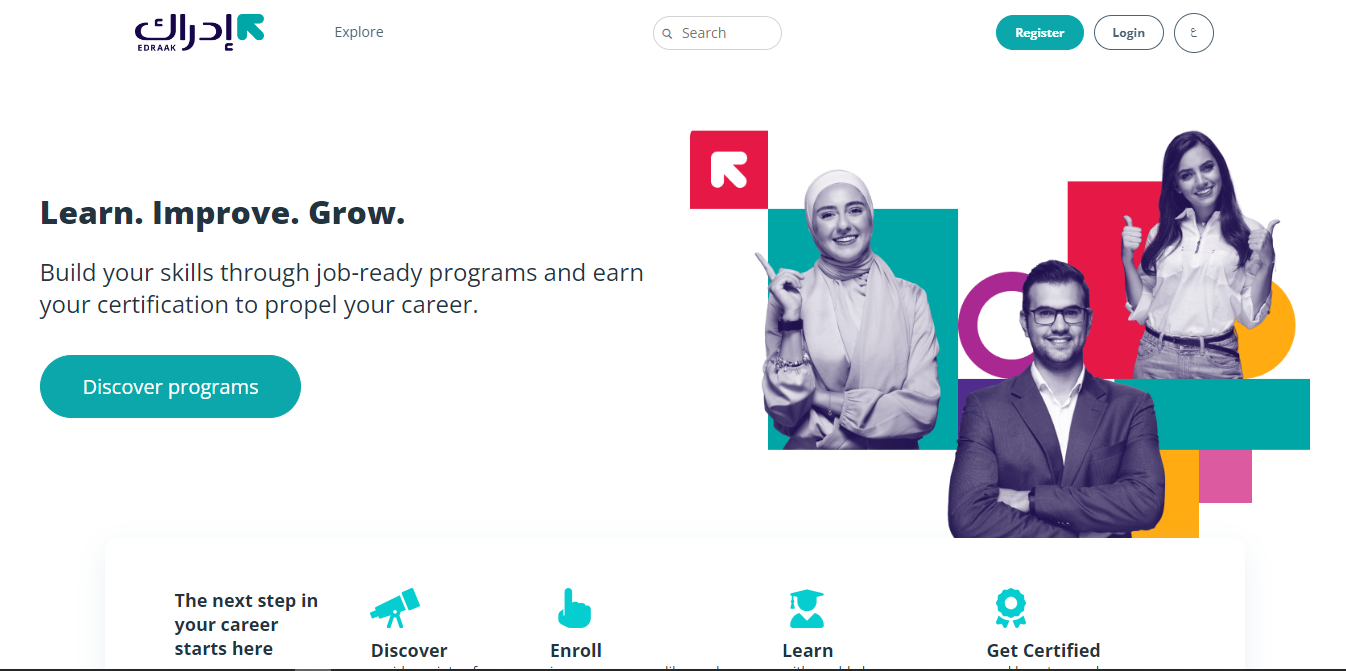 إدراك
EDRAAK
Explore
Search
Register
Login
ع
Learn. Improve. Grow.
Build your skills through job-ready programs and earn
your certification to propel your career.
Discover programs
The next step in
your career
starts here
Discover
Enroll
Learn
Get Certified